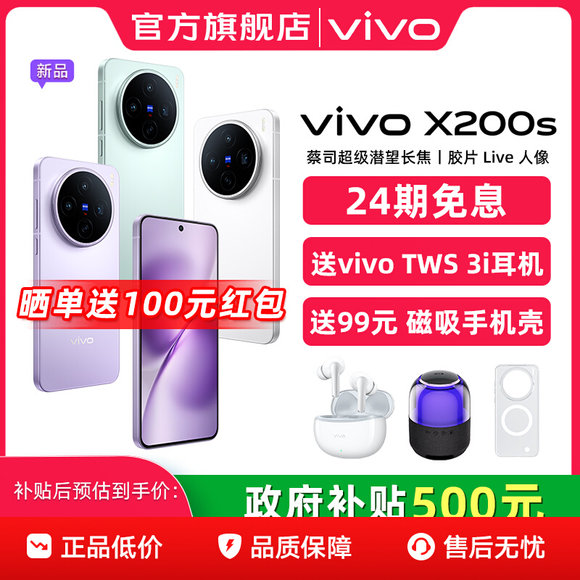 官方旗舰店 vivo
新品
vivo X200s
蔡司超级潜望长焦 | 胶片 Live 人像
24期免息
送vivo TWS 3i耳机
晒单送100元红包
送99元 磁吸手机壳
vivo
vivo
补贴后预估到手价:
政府补贴500元
正品低价
品质保障
售后无忧